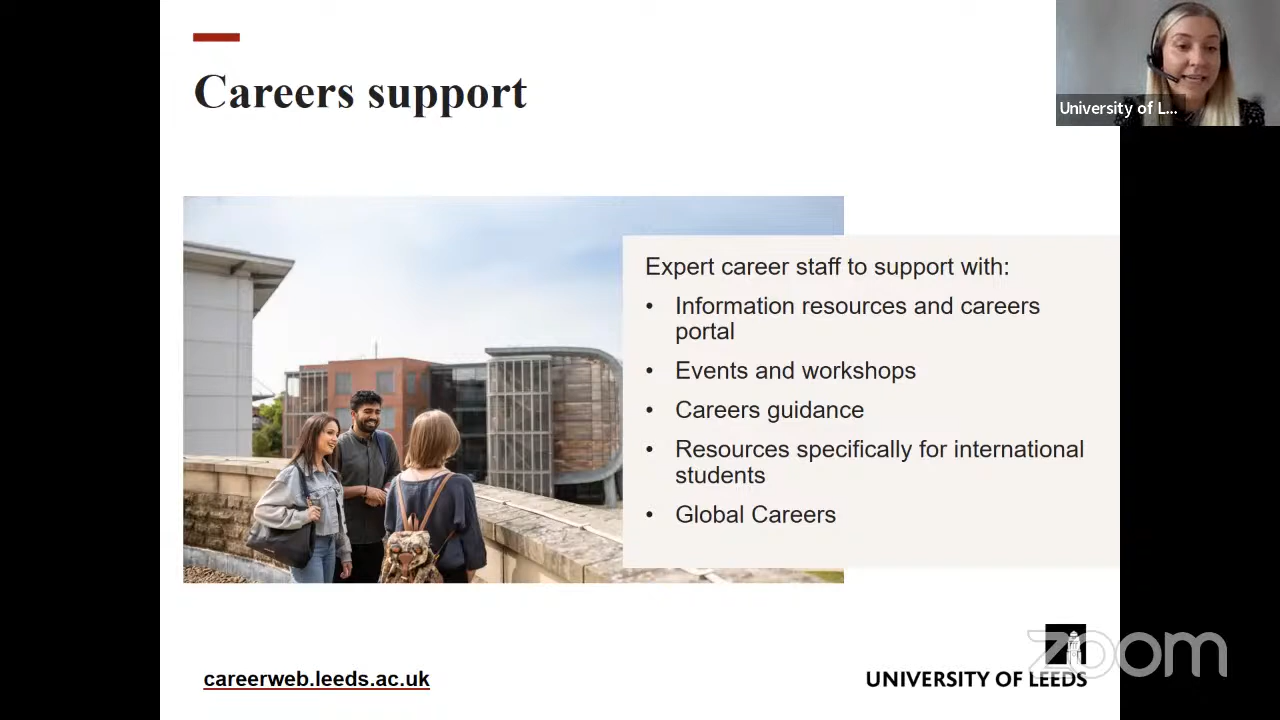 Careers support
University of L...
Expert career staff to support with:
• Information resources and careers
portal
• Events and workshops
• Careers guidance
• Resources specifically for international
students
• Global Careers
careerweb.leeds.ac.uk
UNIVERSITY OF LEEDS
zoom